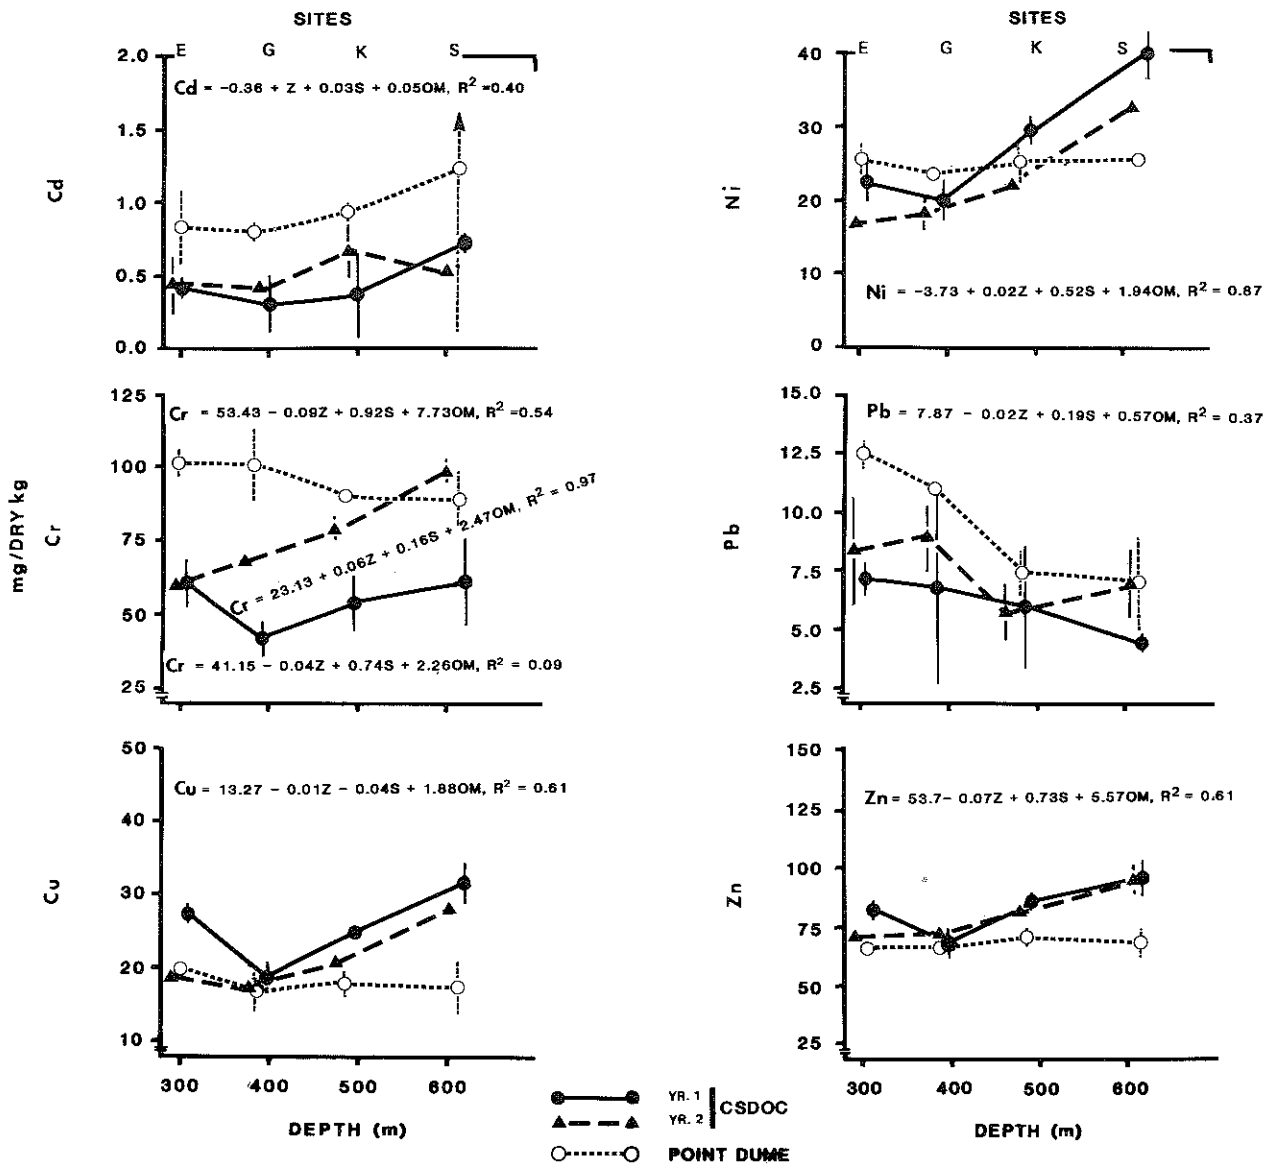 SITES
E G K S
2.0
Cd = -0.36 + Z + 0.03S + 0.05OM, R² =0.40
1.5
Cd
1.0
0.5
0.0
SITES
E G K S
40
30
Ni
20
10
Ni = -3.73 + 0.02Z + 0.52S + 1.94OM, R² = 0.87
0
125
Cr = 53.43 - 0.09Z + 0.92S + 7.73OM, R² =0.54
100
mg/DRY kg
Cr
75
Cr = 23.13 + 0.06Z + 0.16S + 2.47OM, R² = 0.97
50
Cr = 41.15 - 0.04Z + 0.74S + 2.26OM, R² = 0.09
25
15.0
Pb = 7.87 - 0.02Z + 0.19S + 0.57OM, R² = 0.37
12.5
10.0
Pb
7.5
5.0
2.5
50
Cu = 13.27 - 0.01Z - 0.04S + 1.88OM, R² = 0.61
40
Cu
30
20
10
300 400 500 600
DEPTH (m)
150
Zn = 53.7- 0.07Z + 0.73S + 5.57OM, R² = 0.61
125
100
Zn
75
50
25
300 400 500 600
DEPTH (m)
YR. 1
YR. 2
CSDOC
POINT DUME